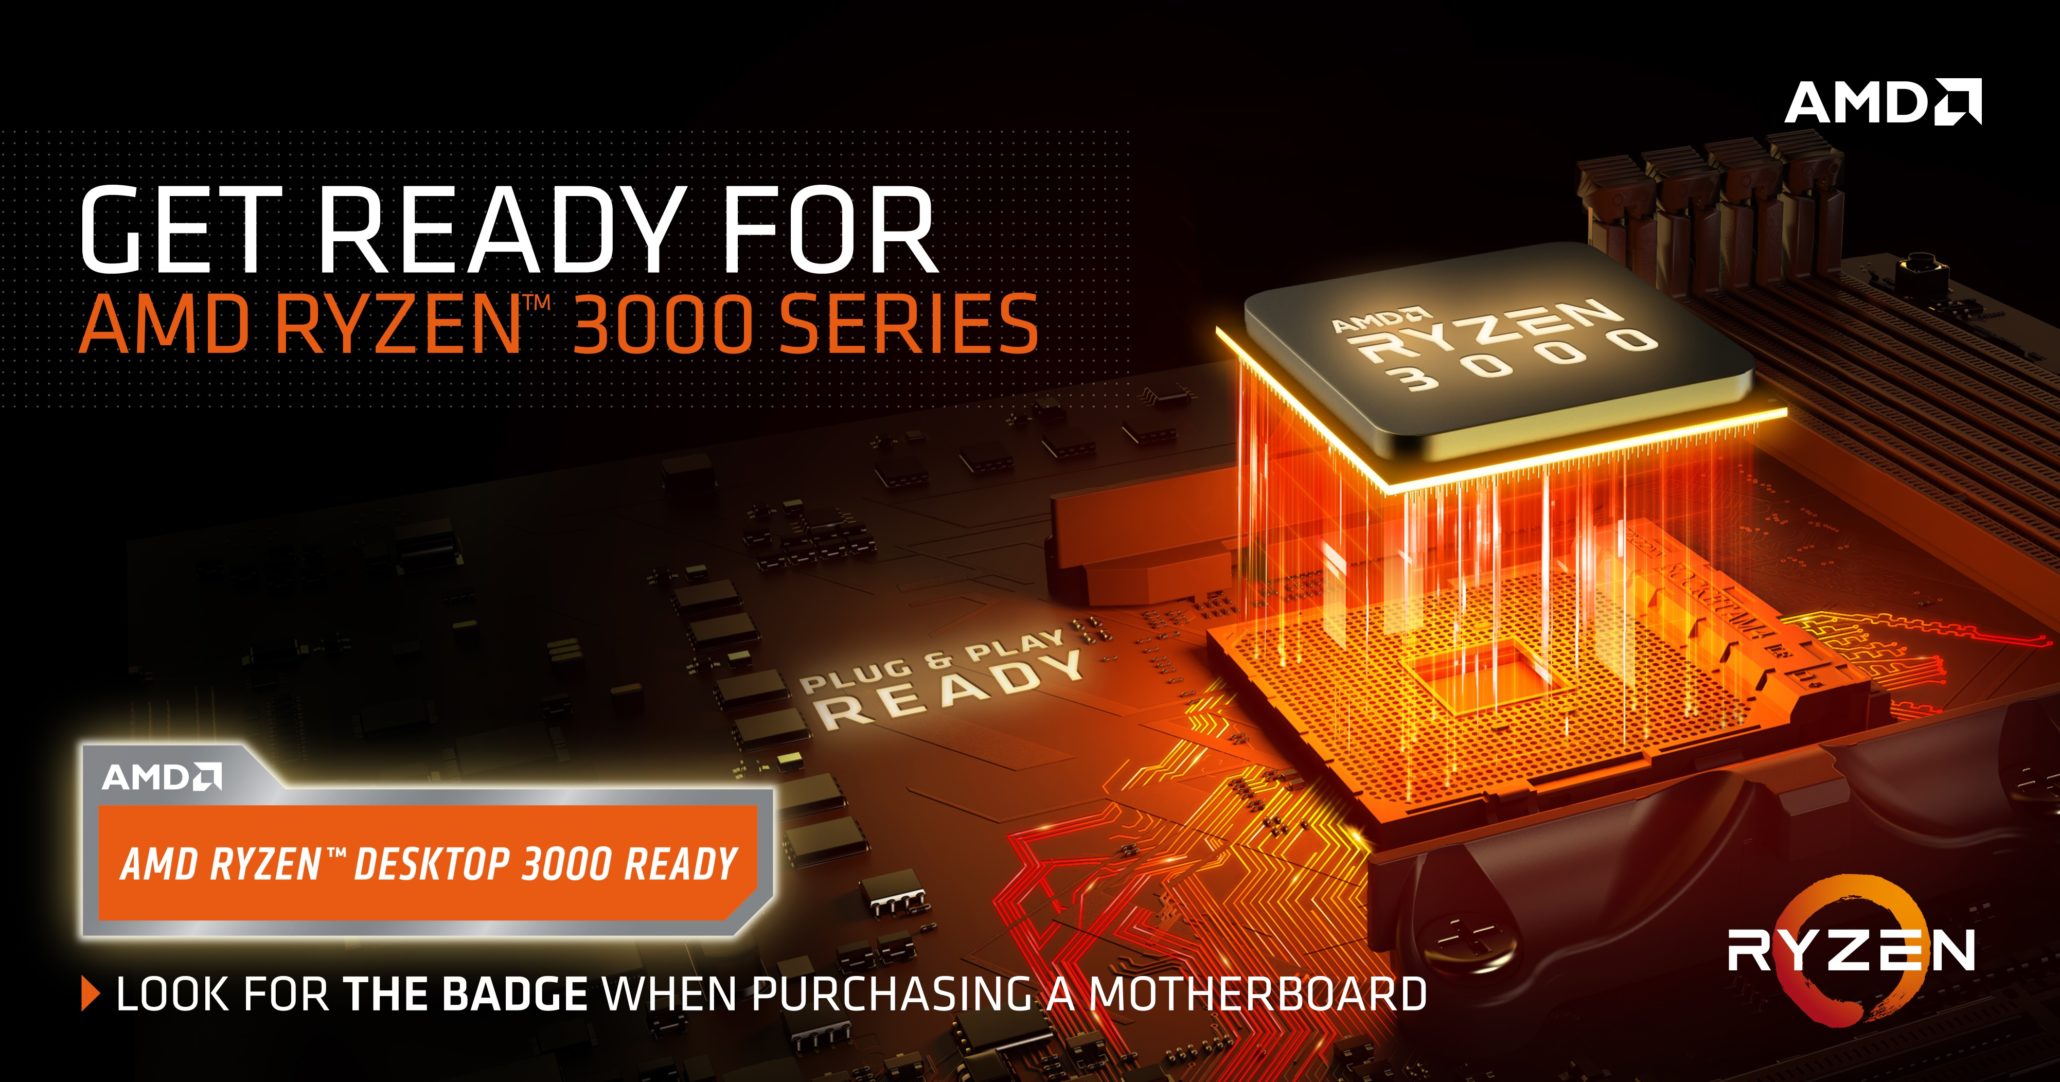 AMD
GET READY FOR
AMD RYZEN™ 3000 SERIES
AMD
RYZEN
3000
PLUG & PLAY
READY
AMD
AMD RYZEN™ DESKTOP 3000 READY
LOOK FOR THE BADGE WHEN PURCHASING A MOTHERBOARD
RYZEN